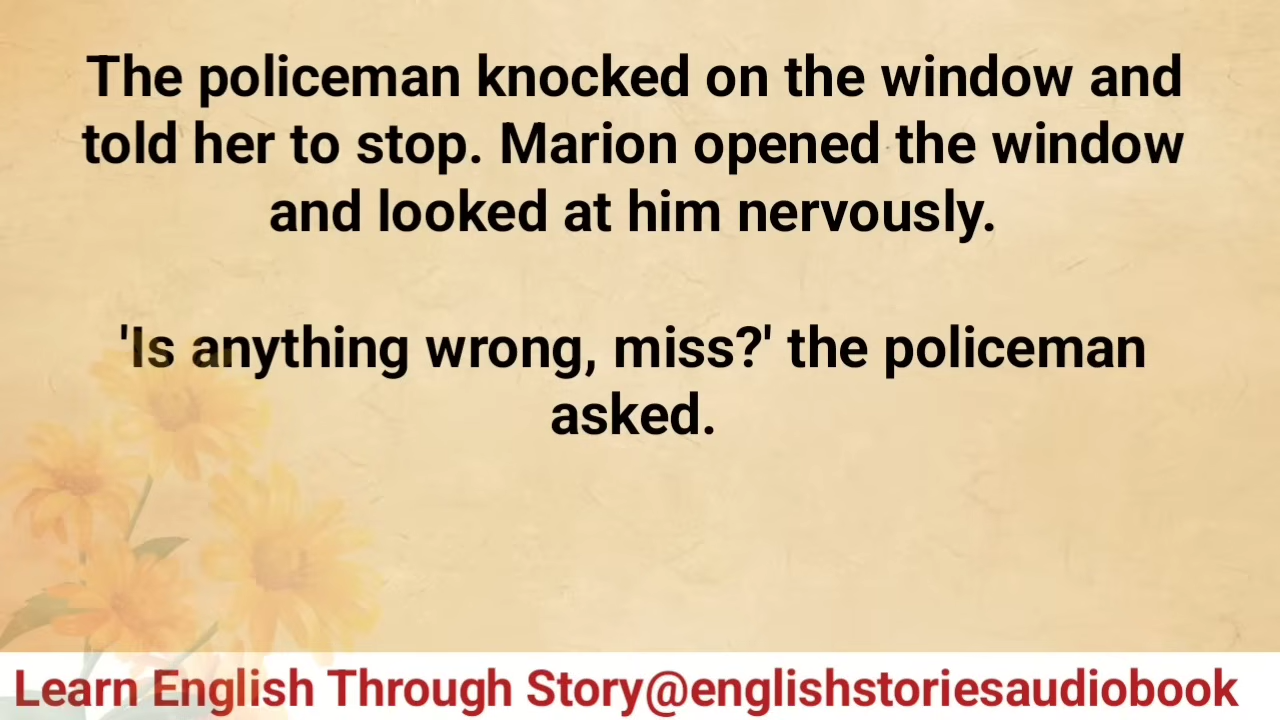 The policeman knocked on the window and
told her to stop. Marion opened the window
and looked at him nervously.
'Is anything wrong, miss?' the policeman
asked.
Learn English Through Story@englishstoriesaudiobook